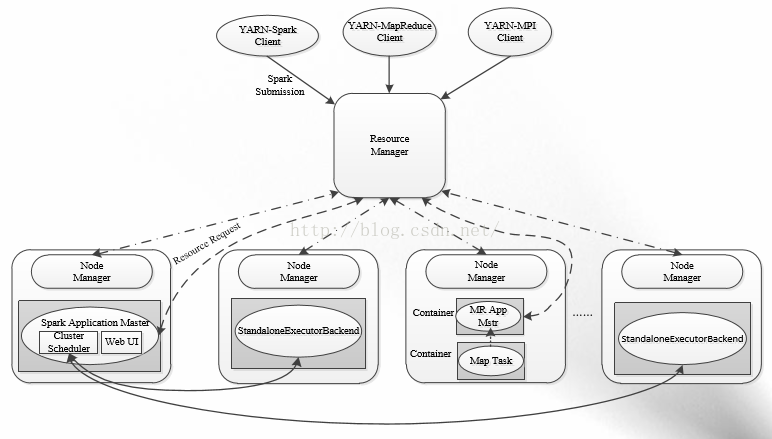 YARN-Spark
Client
YARN-MapReduce
Client
YARN-MPI
Client
Spark
Submission
Resource
Manager
http://blog.csdn.net/
Resource Request
Node
Manager
Node
Manager
Node
Manager
Node
Manager
Spark Application Master
Cluster
Scheduler
Web UI
StandaloneExecutorBackend
Container
MR App
Mstr
Container
Map Task
......
StandaloneExecutorBackend